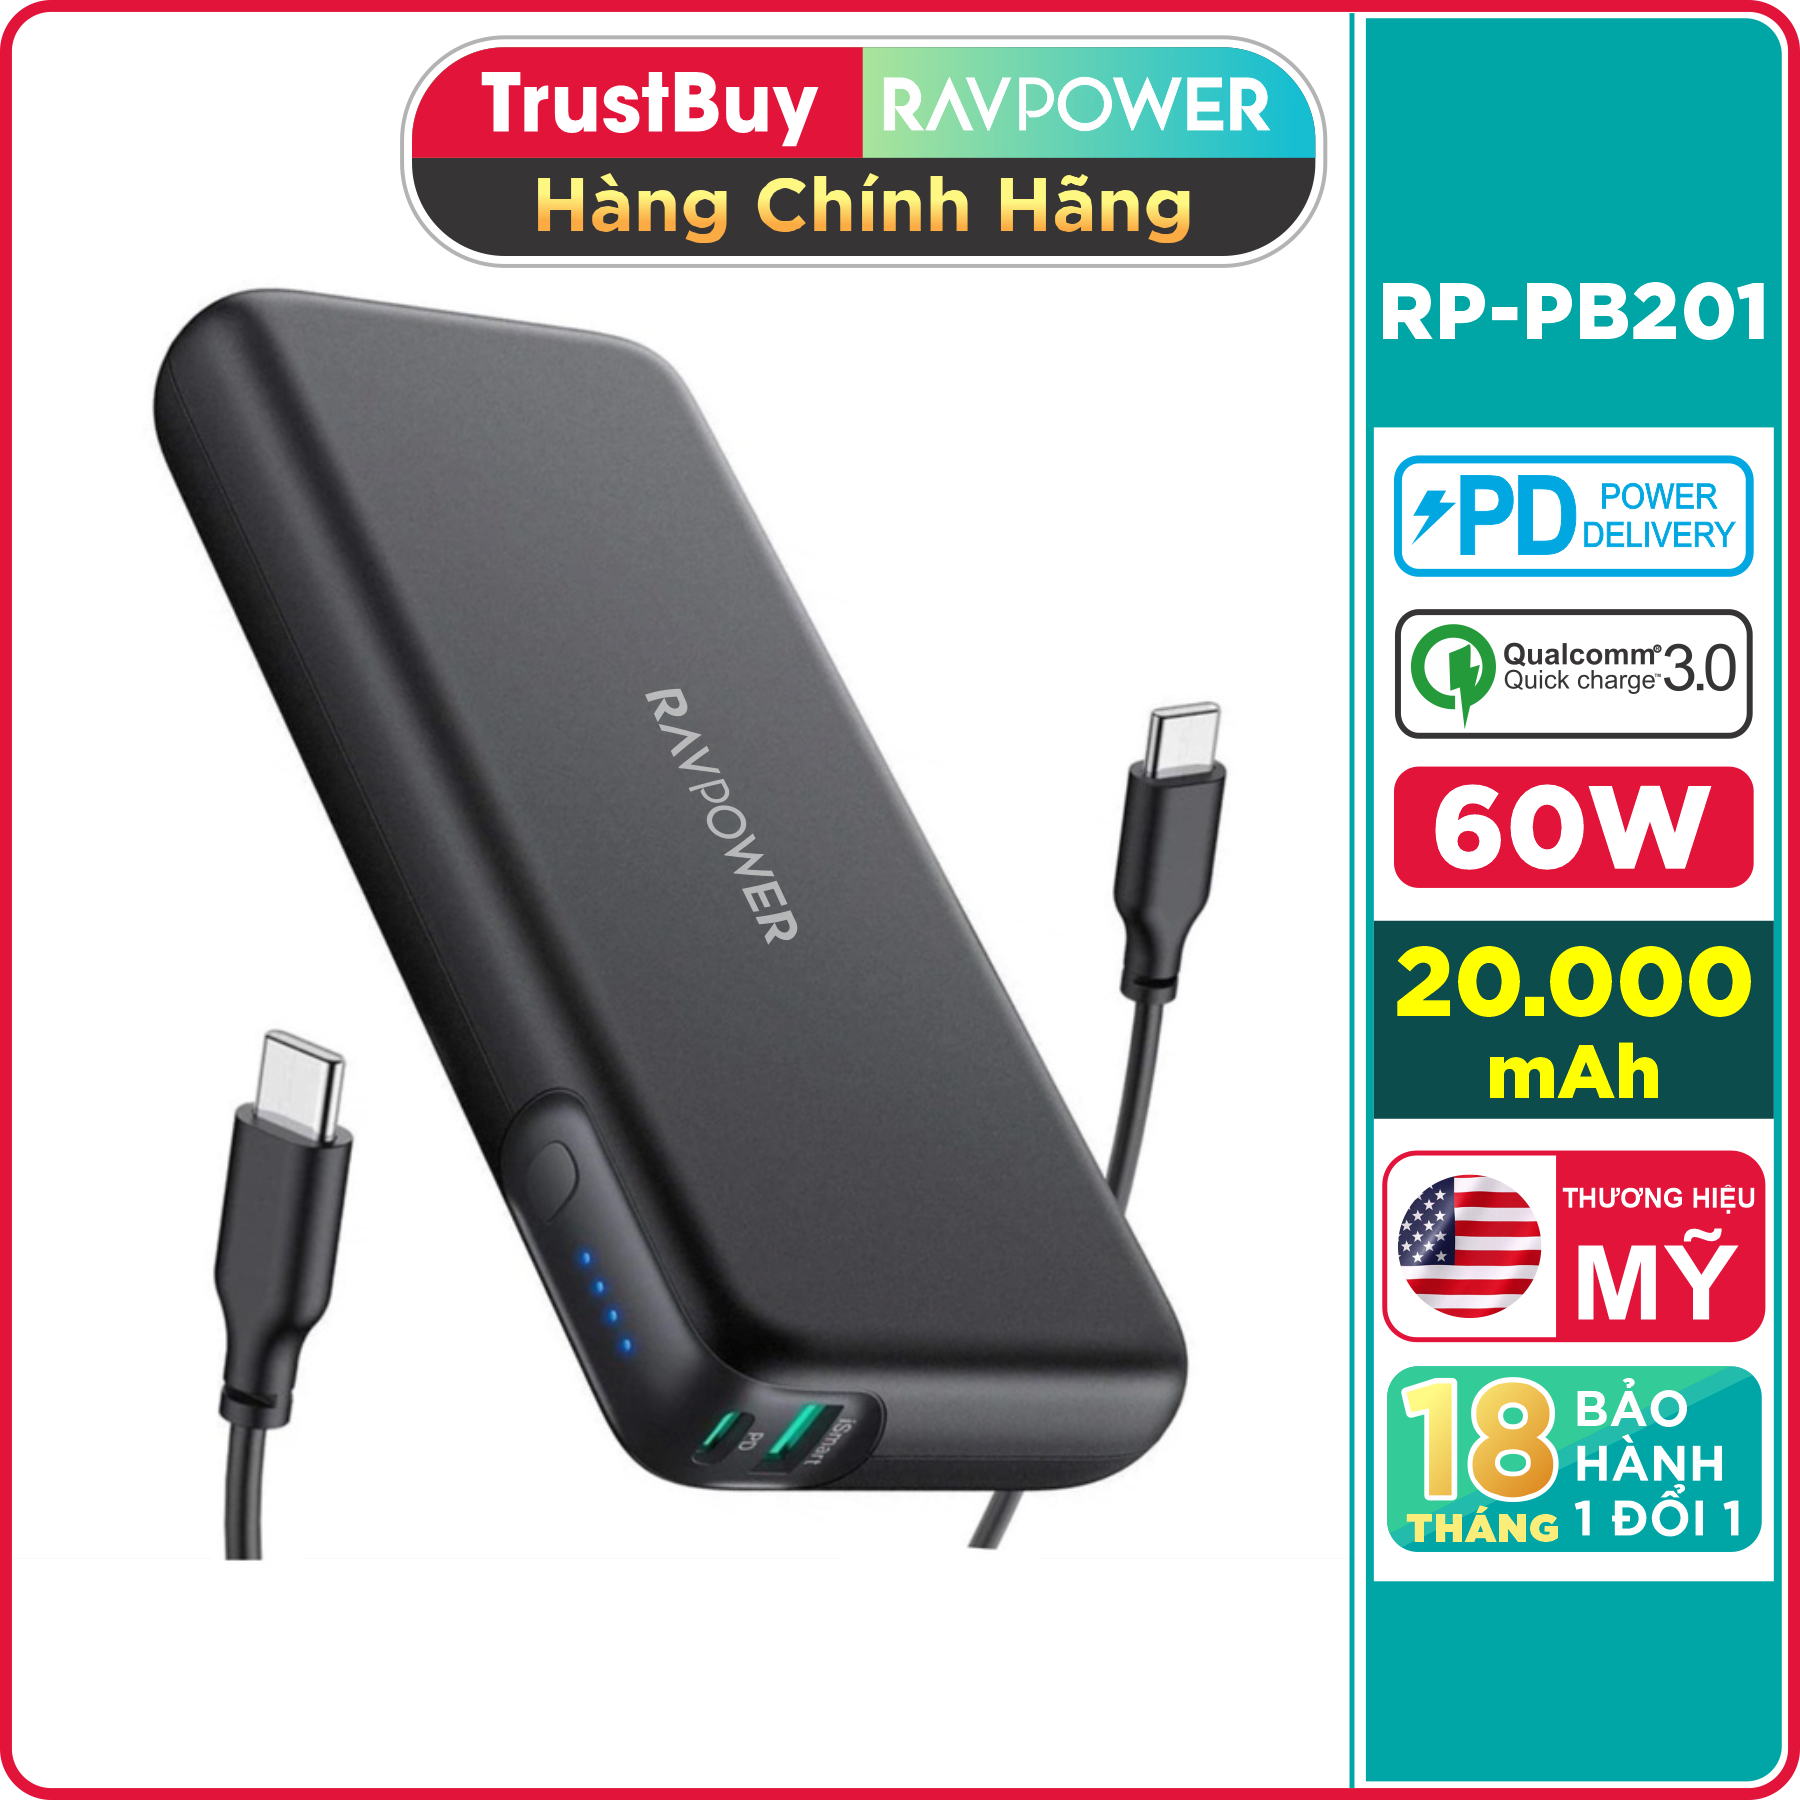 TrustBuy RAVPOWER
Hàng Chính Hãng
RP-PB201
PD POWER
DELIVERY
Qualcomm® 3.0
Quick charge™
60W
RAVPOWER
20.000
mAh
THƯƠNG HIỆU
MỸ
18 THÁNG
BẢO
HÀNH
1 ĐỔI 1
PD
iSmart